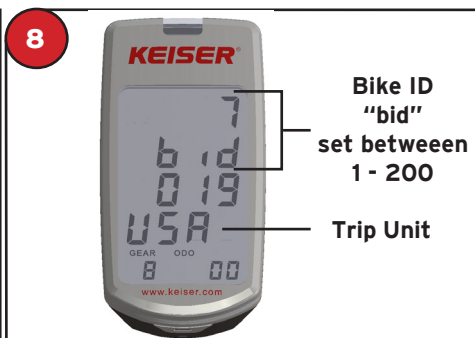 8
KEISER®
7
bid
019
USA
GEAR ODO
8 00
www.keiser.com
Bike ID
“bid”
set betweeen
1 - 200
Trip Unit